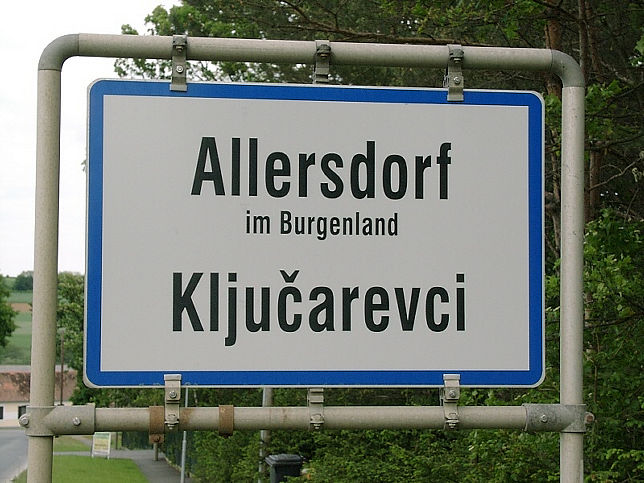 Allersdorf
im Burgenland
Ključarevci